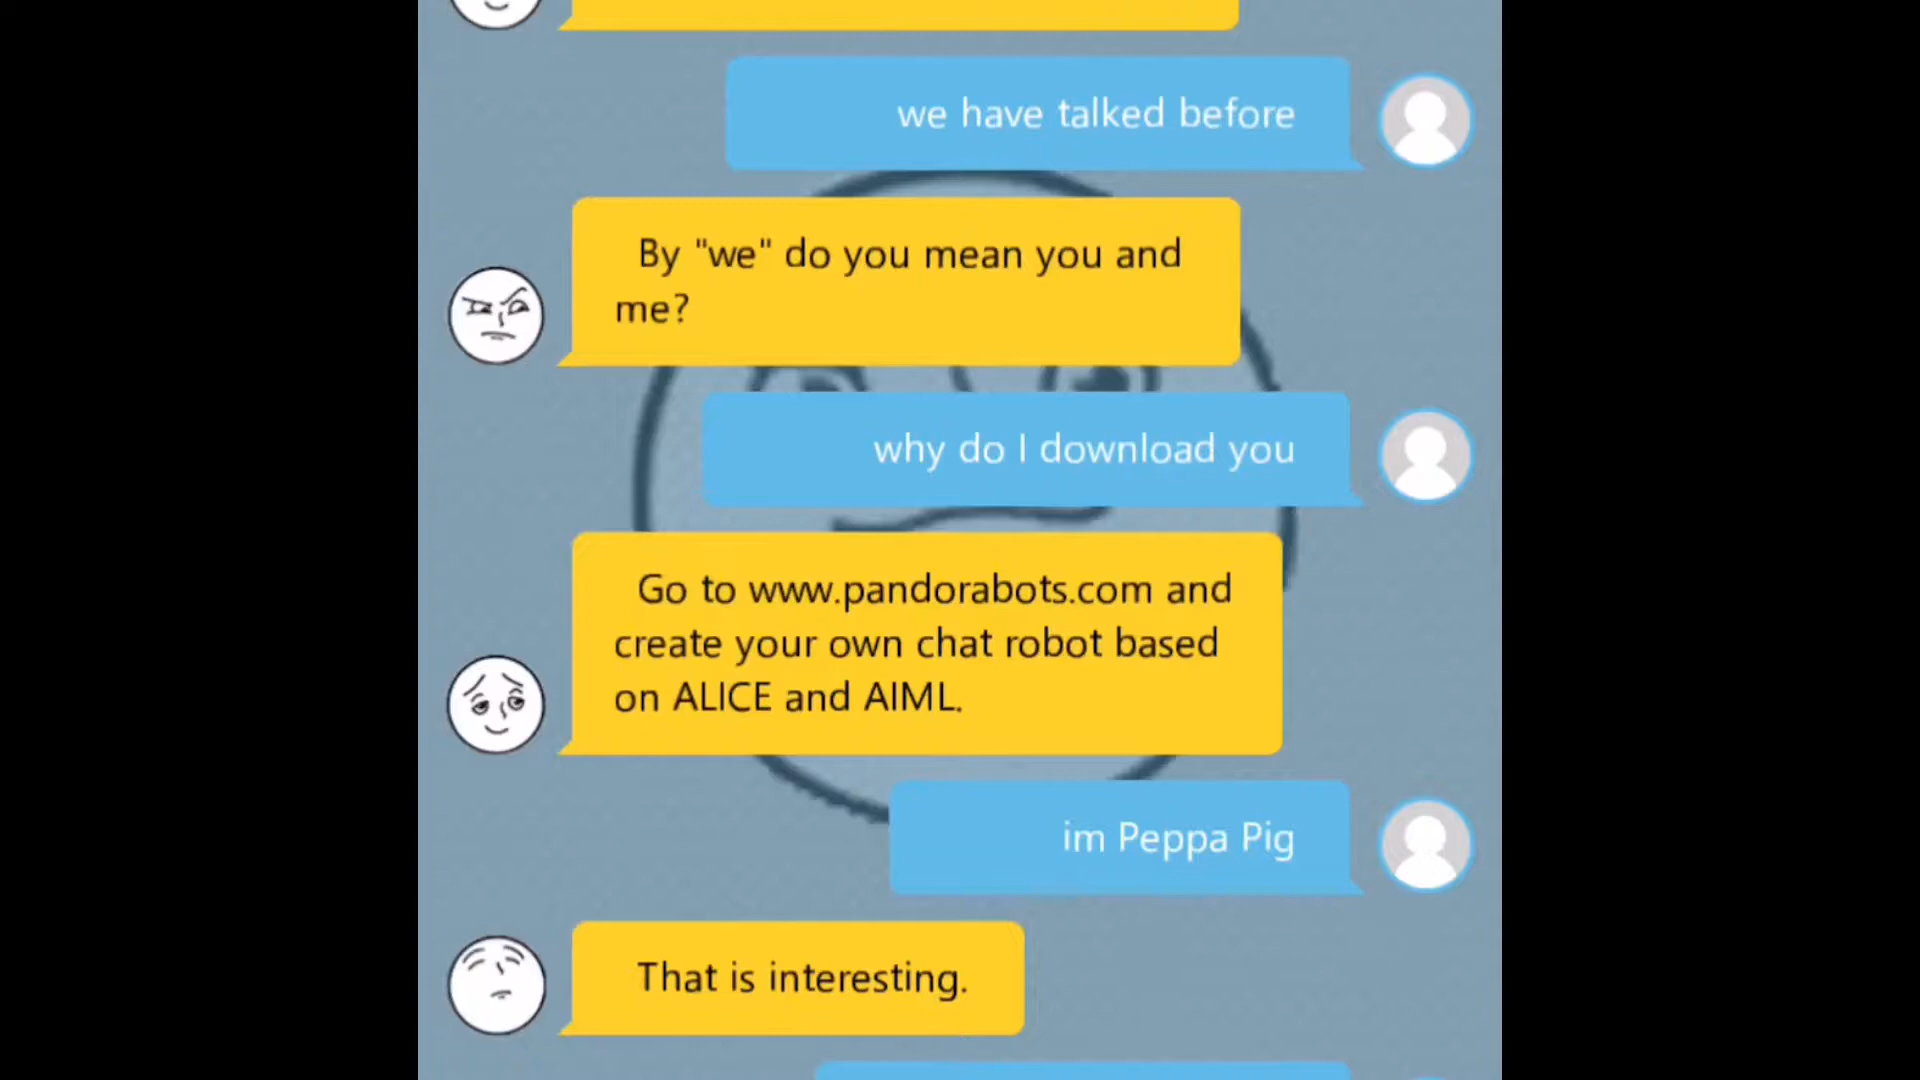 we have talked before
By "we" do you mean you and
me?
why do I download you
Go to www.pandorabots.com and
create your own chat robot based
on ALICE and AIML.
im Peppa Pig
That is interesting.